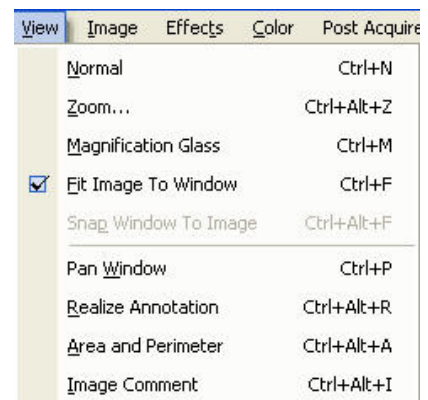 View Image Effects Color Post Acquire
Normal Ctrl+N
Zoom... Ctrl+Alt+Z
Magnification Glass Ctrl+M
Fit Image To Window Ctrl+F
Snap Window To Image Ctrl+Alt+F
Pan Window Ctrl+P
Realize Annotation Ctrl+Alt+R
Area and Perimeter Ctrl+Alt+A
Image Comment Ctrl+Alt+I